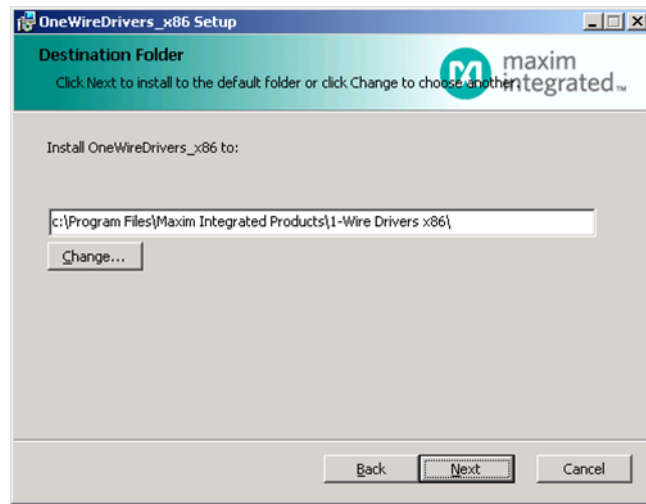 OneWireDrivers_x86 Setup
Destination Folder
Click Next to install to the default folder or click Change to choose another.
maxim
integrated™
Install OneWireDrivers_x86 to:
c:\Program Files\Maxim Integrated Products\1-Wire Drivers x86\
Change...
Back
Next
Cancel